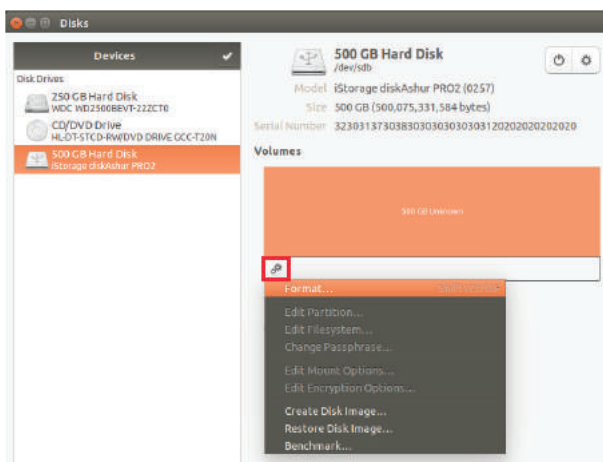 Disks
Devices
Disk Drives
250 GB Hard Disk
WDC WD2500BEVT-22ZCT0
CD/DVD Drive
HL-DT-STCD-RW/DVD DRIVE GCC-T20N
500 GB Hard Disk
iStorage diskAshur PRO2
500 GB Hard Disk
/dev/sdb
Model iStorage diskAshur PRO2 (0257)
Size 500 GB (500,075,331,584 bytes)
Serial Number
Volumes
500 GB Unknown
Format...
Edit Partition...
Edit Filesystem...
Change Passphrase...
Edit Mount Options...
Edit Encryption Options...
Create Disk Image...
Restore Disk Image...
Benchmark...